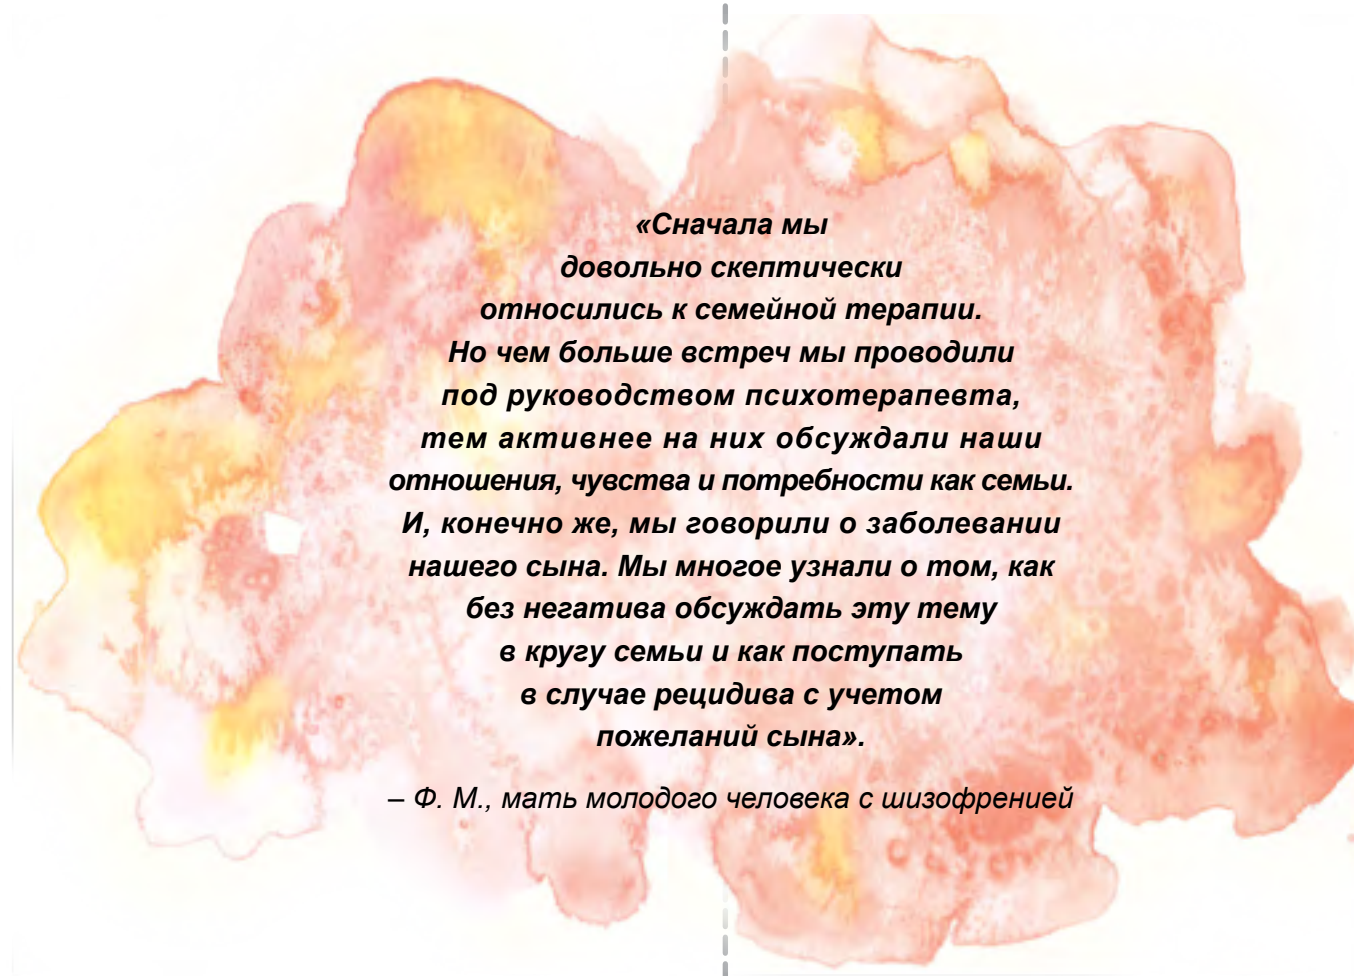 «Сначала мы
довольно скептически
относились к семейной терапии.
Но чем больше встреч мы проводили
под руководством психотерапевта,
тем активнее на них обсуждали наши
отношения, чувства и потребности как семьи.
И, конечно же, мы говорили о заболевании
нашего сына. Мы многое узнали о том, как
без негатива обсуждать эту тему
в кругу семьи и как поступать
в случае рецидива с учетом
пожеланий сына».
– Ф. М., мать молодого человека с шизофренией